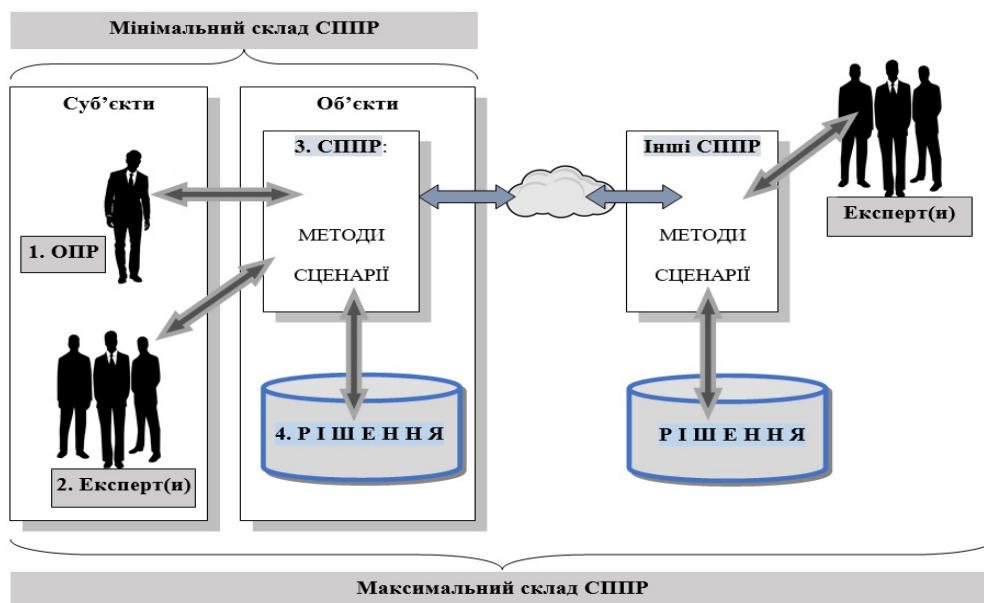 Мінімальний склад СППР
Суб’єкти
Об’єкти
3. СППР:
МЕТОДИ
СЦЕНАРІЇ
1. ОПР
2. Експерт(и)
4. Р І Ш Е Н Н Я
Інші СППР
МЕТОДИ
СЦЕНАРІЇ
Експерт(и)
Р І Ш Е Н Н Я
Максимальний склад СППР